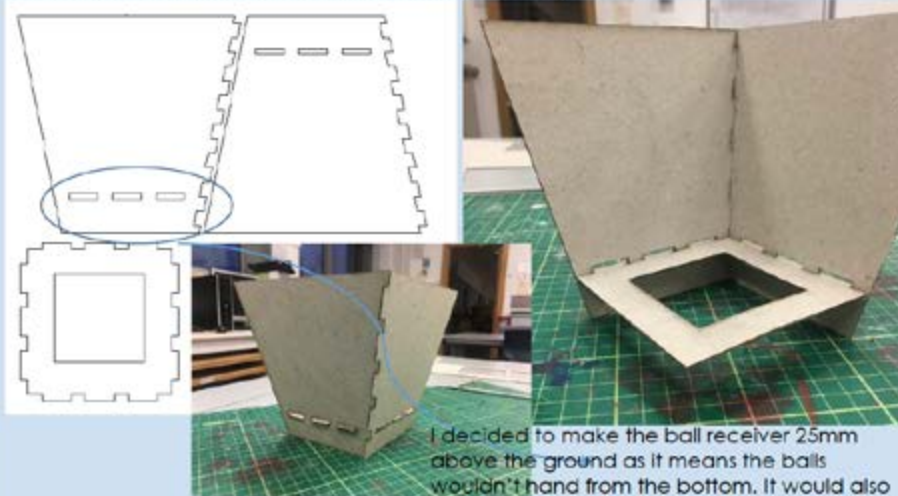 I decided to make the ball receiver 25mm
above the ground as it means the balls
wouldn't hand from the bottom. It would also